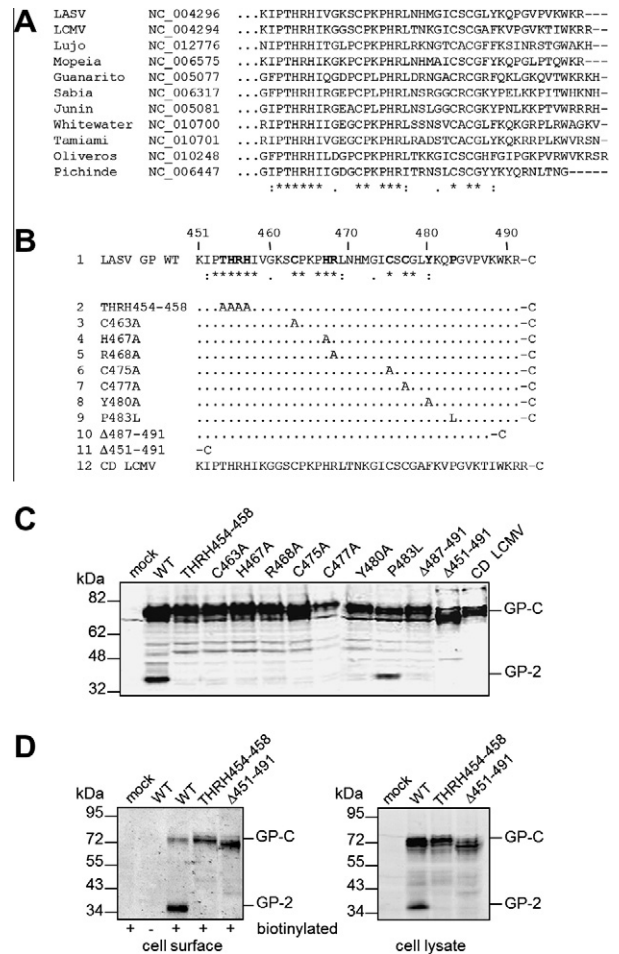 A
LASV NC_004296 ...KIPTHRHIVGKSCPKPHRLNHMGICSCGLYKQPGVPVKWKR---
LCMV NC_004294 ...KIPTHRHIKGGSCPKPHRLTNKGICSCGAFKVPGVKTVWKRR--
Lujo NC_012776 ...NIPTHRHITGLPCPKPHRLRKNGTCACGFFKSINRSTGWAKH--
Mopeia NC_006575 ...KIPTHRHIKGKPCPKPHRLNHMAICSCGLYKQPGLPTQWKR---
Guanarito NC_005077 ...GFPTHRHIQGDPCPLPHRLDRNGACRCGRFQKLGKQVTWKRKH-
Sabia NC_006317 ...GFPTHRHIRGEPCPLPHRLNSRGGCRCGKYPELKKPITWHKNH-
Junin NC_005081 ...GFPTHRHIRGEACPLPHRLNSLGGCRCGKYPNLKKPTVWRRRH-
Whitewater NC_010700 ...RIPTHRHIIGEGCPKPHRLSSNSVCACGLFKQKGRPLRWAGKV-
Tamiami NC_010701 ...RIPTHRHIVGEPCPKPHRLRADSTCACGLYKQKRRPLKWVRSN-
Oliveros NC_010248 ...GFPTHRHILDGPCPKPHRLTKKGICSCGHFGIPGKPVRWVKRSR
Pichinde NC_006447 ...SIPTHRHIIGDGCPKPHRITRNSLCSCGYYKYQRNLTNG-----
:****** . ** *** . * ** :
B
451 460 470 480 490
1 LASV GP WT KIPTHRHIVGKSCPKPHRLNHMGICSCGLYKQPGVPVKWKR-C
2 THRH454-458 ...AAAA.................................-C
3 C463A ............A............................-C
4 H467A ................A........................-C
5 R468A .................A.......................-C
6 C475A ........................A................-C
7 C477A ..........................A..............-C
8 Y480A .............................A...........-C
9 P483L ................................L........-C
10 Δ487-491 ....................................-C
11 Δ451-491 -C
12 CD LCMV KIPTHRHIKGGSCPKPHRLTNKGICSCGAFKVPGVKTIWKRR-C
C
mock WT THRH454-458 C463A H467A R468A C475A C477A Y480A P483L Δ487-491 Δ451-491 CD LCMV
kDa
82
GP-C
62
48
GP-2
32
D
mock WT WT THRH454-458 Δ451-491
kDa
95
72
GP-C
55
43
34
GP-2
+ - + + + biotinylated
cell surface
mock WT THRH454-458 Δ451-491
kDa
95
72
GP-C
55
43
34
GP-2
cell lysate